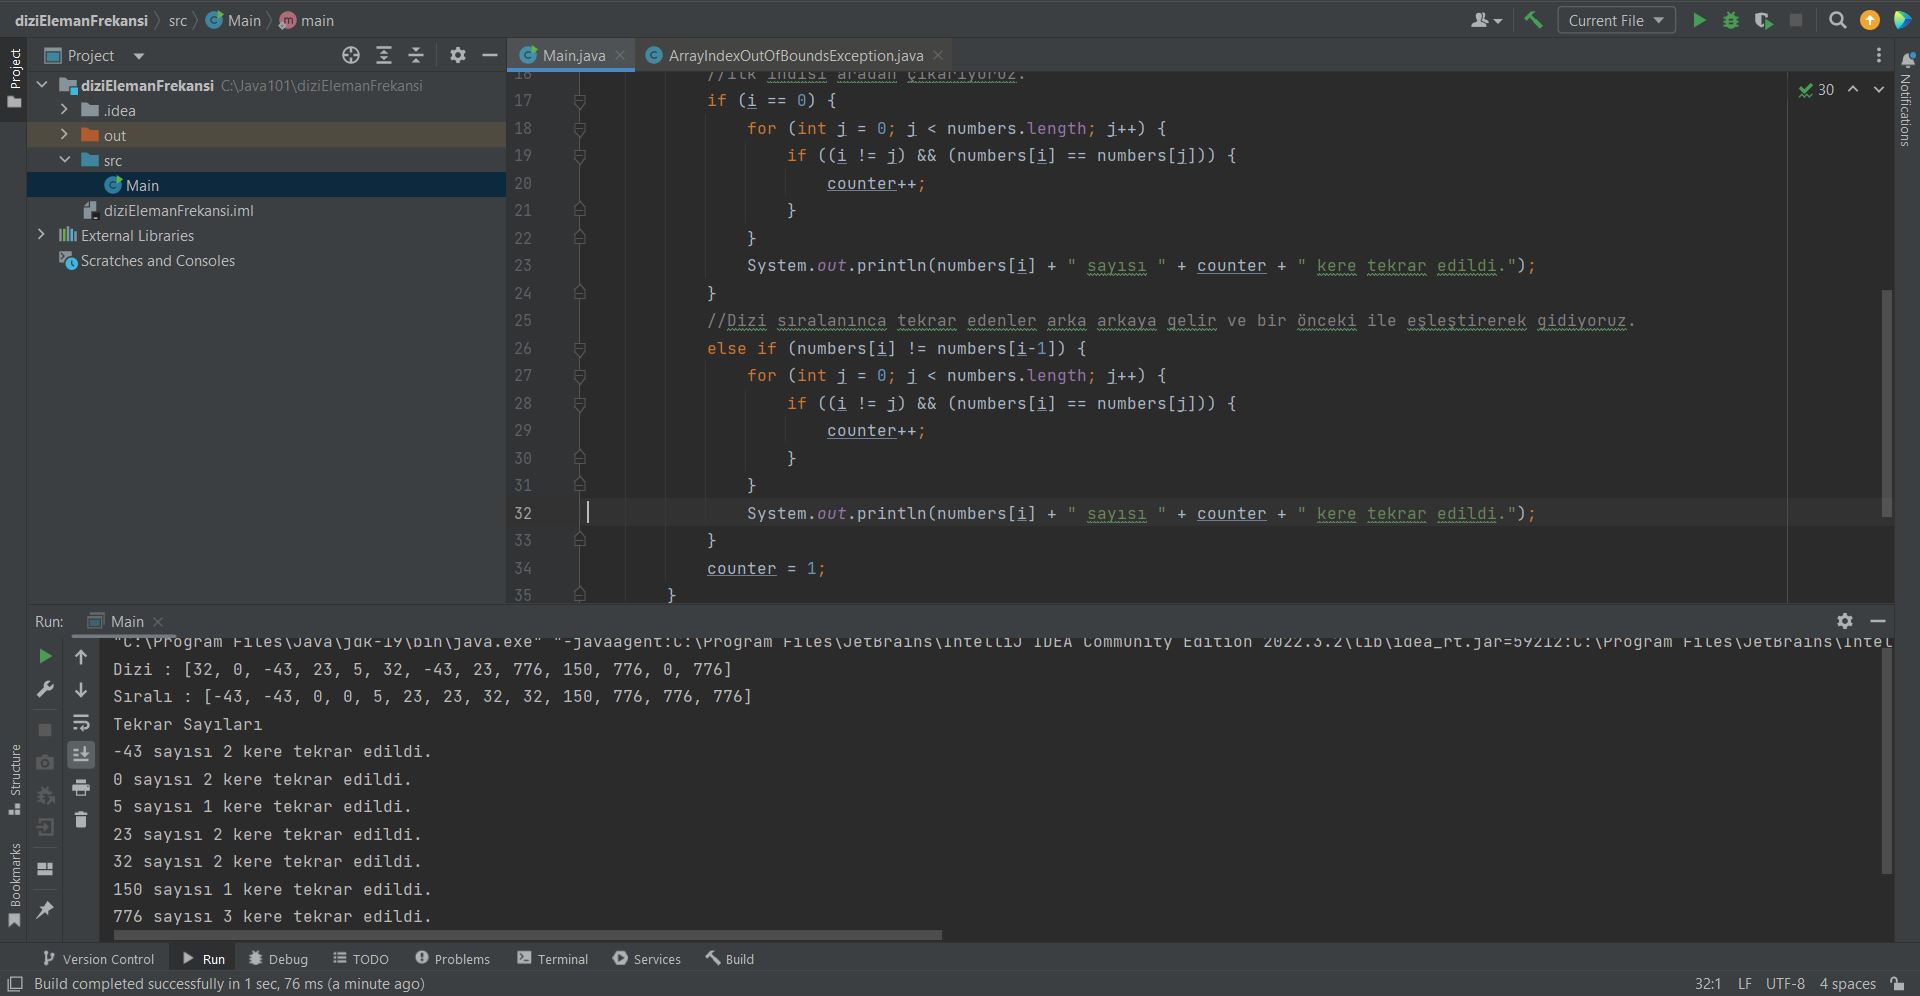 diziElemanFrekansi src Main main
Current File
Project
Main.java ArrayIndexOutOfBoundsException.java
Project
diziElemanFrekansi C:\Java101\diziElemanFrekansi
.idea
out
src
Main
diziElemanFrekansi.iml
External Libraries
Scratches and Consoles
16 //İlk indisi aradan çıkarıyoruz.
17 if (i == 0) {
18 for (int j = 0; j < numbers.length; j++) {
19 if ((i != j) && (numbers[i] == numbers[j])) {
20 counter++;
21 }
22 }
23 System.out.println(numbers[i] + " sayısı " + counter + " kere tekrar edildi.");
24 }
25 //Dizi sıralanınca tekrar edenler arka arkaya gelir ve bir önceki ile eşleştirerek gidiyoruz.
26 else if (numbers[i] != numbers[i-1]) {
27 for (int j = 0; j < numbers.length; j++) {
28 if ((i != j) && (numbers[i] == numbers[j])) {
29 counter++;
30 }
31 }
32 System.out.println(numbers[i] + " sayısı " + counter + " kere tekrar edildi.");
33 }
34 counter = 1;
35 }
30
Notifications
Run: Main
"C:\Program Files\Java\jdk-19\bin\java.exe" "-javaagent:C:\Program Files\JetBrains\IntelliJ IDEA Community Edition 2022.3.2\lib\idea_rt.jar=59212:C:\Program Files\JetBrains\Intel
Dizi : [32, 0, -43, 23, 5, 32, -43, 23, 776, 150, 776, 0, 776]
Sıralı : [-43, -43, 0, 0, 5, 23, 23, 32, 32, 150, 776, 776, 776]
Tekrar Sayıları
-43 sayısı 2 kere tekrar edildi.
0 sayısı 2 kere tekrar edildi.
5 sayısı 1 kere tekrar edildi.
23 sayısı 2 kere tekrar edildi.
32 sayısı 2 kere tekrar edildi.
150 sayısı 1 kere tekrar edildi.
776 sayısı 3 kere tekrar edildi.
Structure
Bookmarks
Version Control Run Debug TODO Problems Terminal Services Build
Build completed successfully in 1 sec, 76 ms (a minute ago)
32:1 LF UTF-8 4 spaces